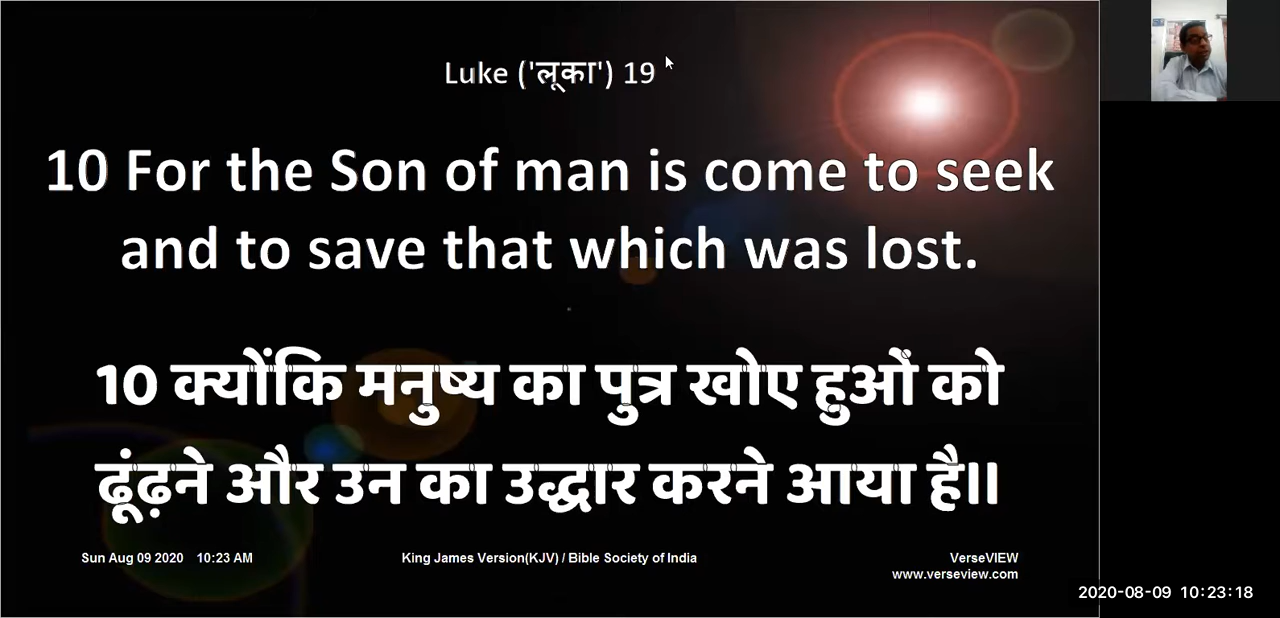 Luke ('लूका') 19
10 For the Son of man is come to seek
and to save that which was lost.
10 क्योंकि मनुष्य का पुत्र खोए हुओं को
ढूंढ़ने और उन का उद्धार करने आया है॥
Sun Aug 09 2020 10:23 AM
King James Version(KJV) / Bible Society of India
VerseVIEW
www.verseview.com
2020-08-09 10:23:18